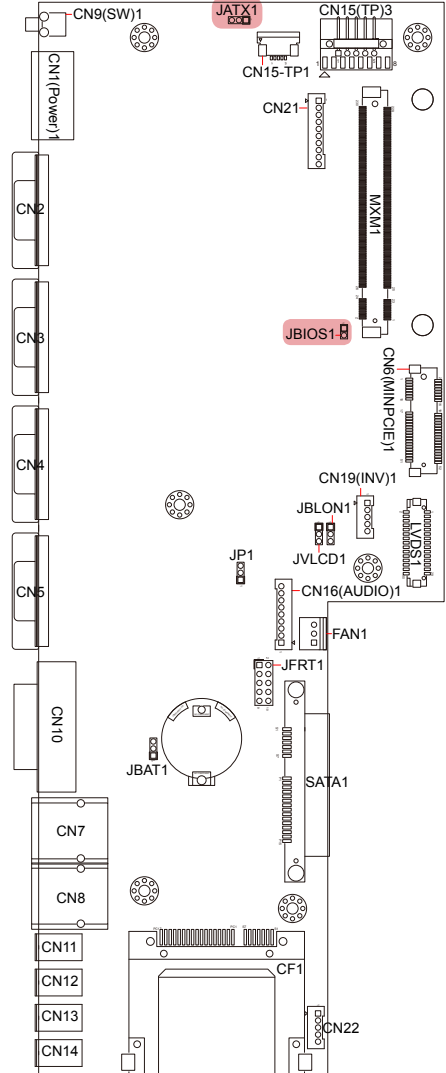 JATX1
CN15(TP)3
CN9(SW)1
CN15-TP1
1
8
CN1(Power)1
CN21
MXM1
CN2
CN3
JBIOS1
CN6(MINPCIE)1
CN4
CN19(INV)1
JBLON1
LVDS1
JVLCD1
JP1
CN5
CN16(AUDIO)1
FAN1
JFRT1
CN10
JBAT1
SATA1
CN7
CN8
CN11
CF1
CN12
CN13
CN22
CN14